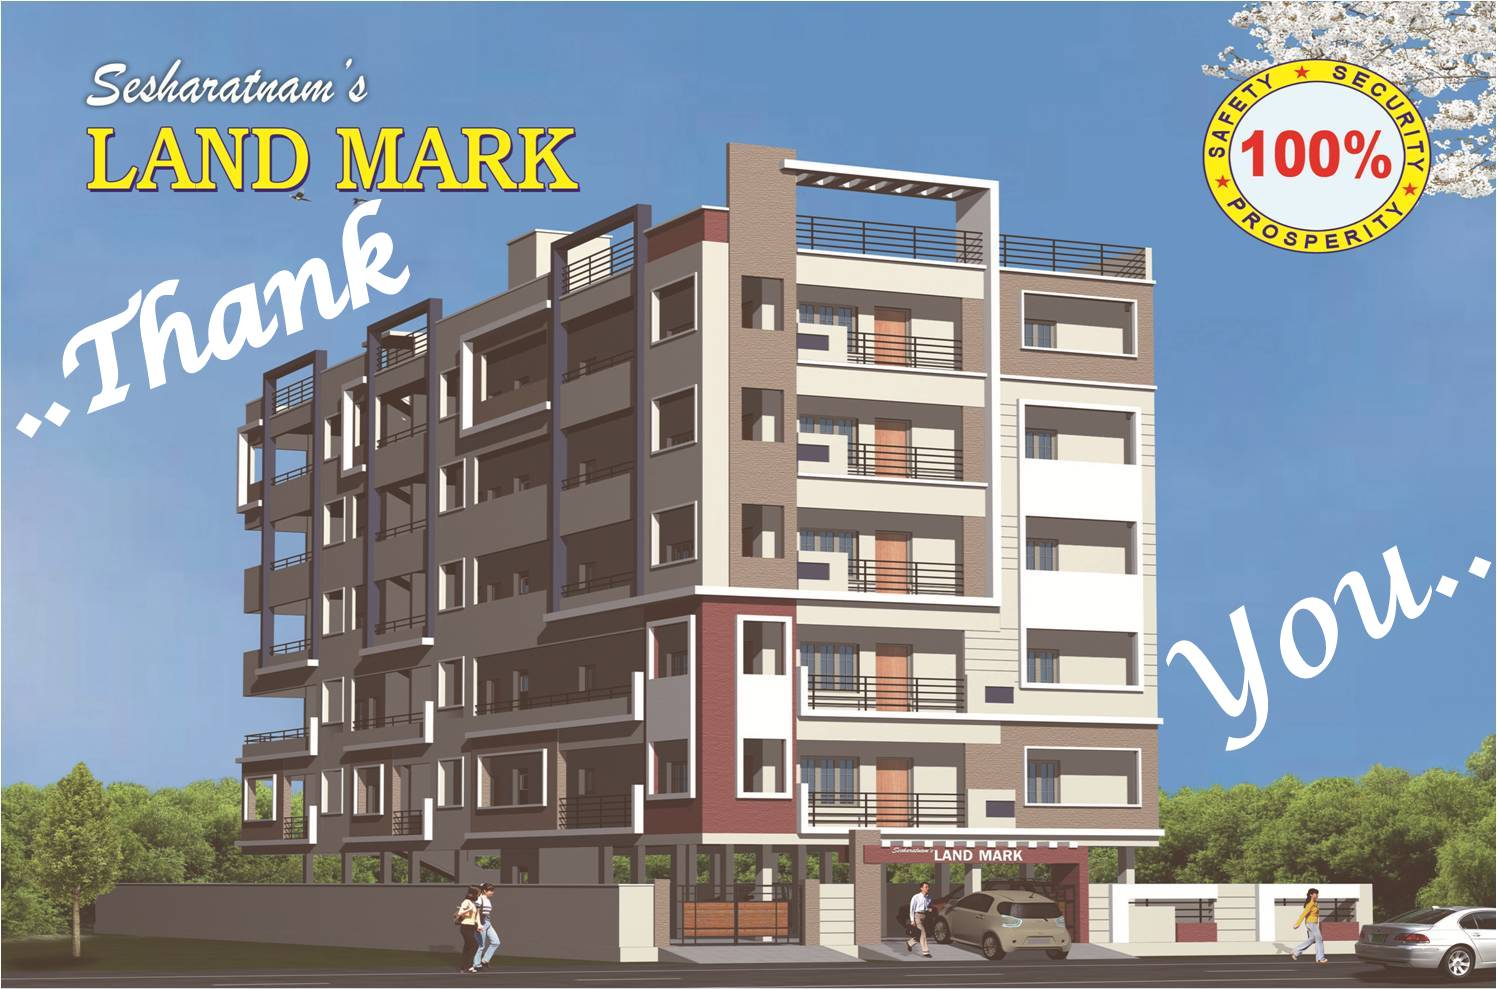 Sesharatnam's
LAND MARK
SAFETY ★ SECURITY ★ PROSPERITY ★
100%
..Thank
You..
Sesharatnam's LAND MARK